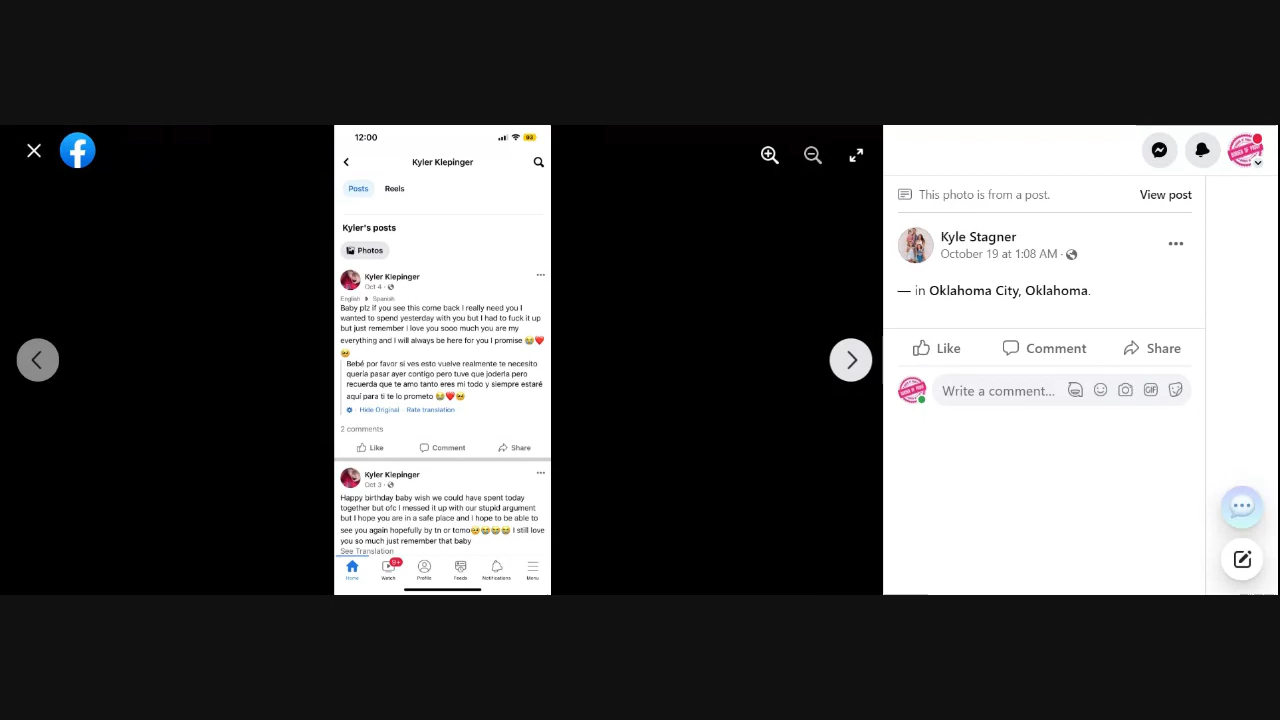 12:00
93
Kyler Klepinger
Posts Reels
Kyler's posts
Photos
Kyler Klepinger
Oct 4
English Spanish
Baby plz if you see this come back I really need you I
wanted to spend yesterday with you but I had to fuck it up
but just remember I love you sooo much you are my
everything and I will always be here for you I promise 😭❤️
🥺
Bebé por favor si ves esto vuelve realmente te necesito
quería pasar ayer contigo pero tuve que joderla pero
recuerda que te amo tanto eres mi todo y siempre estaré
aquí para ti te lo prometo 😭❤️🥺
Hide Original · Rate translation
2 comments
Like Comment Share
Kyler Klepinger
Oct 3
Happy birthday baby wish we could have spent today
together but ofc I messed it up with our stupid argument
but I hope you are in a safe place and I hope to be able to
see you again hopefully by tn or tomo🥺😭😭😭 I still love
you so much just remember that baby
See Translation
9+
Home Watch Profile Feeds Notifications Menu
This photo is from a post. View post
Kyle Stagner
October 19 at 1:08 AM ·
— in Oklahoma City, Oklahoma.
Like Comment Share
Write a comment...
GIF